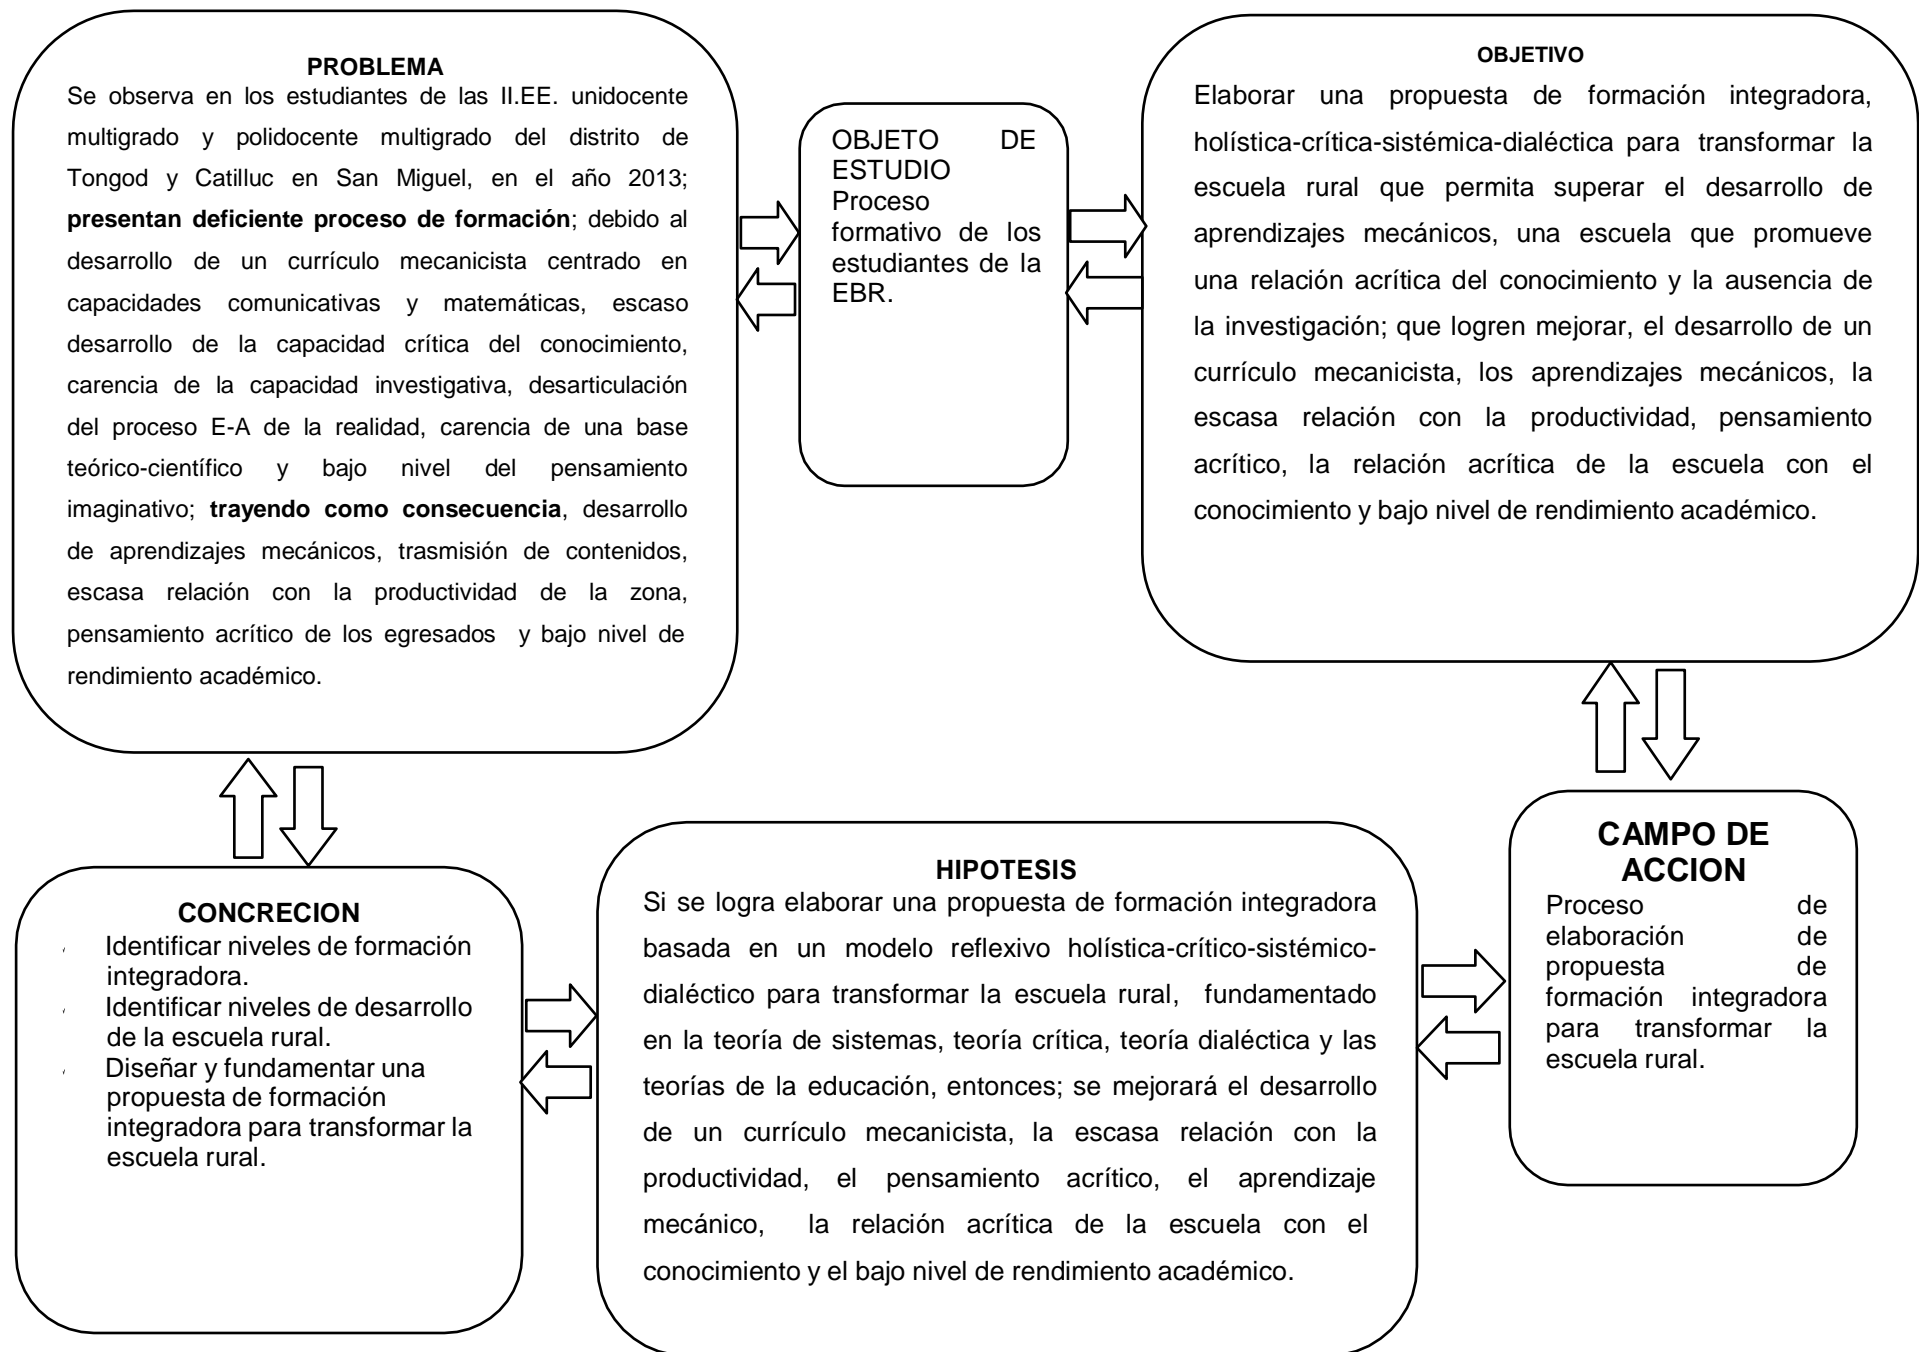 PROBLEMA
Se observa en los estudiantes de las II.EE. unidocente
multigrado y polidocente multigrado del distrito de
Tongod y Catilluc en San Miguel, en el año 2013;
presentan deficiente proceso de formación; debido al
desarrollo de un currículo mecanicista centrado en
capacidades comunicativas y matemáticas, escaso
desarrollo de la capacidad crítica del conocimiento,
carencia de la capacidad investigativa, desarticulación
del proceso E-A de la realidad, carencia de una base
teórico-científico y bajo nivel del pensamiento
imaginativo; trayendo como consecuencia, desarrollo
de aprendizajes mecánicos, trasmisión de contenidos,
escasa relación con la productividad de la zona,
pensamiento acrítico de los egresados y bajo nivel de
rendimiento académico.
OBJETO DE
ESTUDIO
Proceso
formativo de los
estudiantes de la
EBR.
OBJETIVO
Elaborar una propuesta de formación integradora,
holística-crítica-sistémica-dialéctica para transformar la
escuela rural que permita superar el desarrollo de
aprendizajes mecánicos, una escuela que promueve
una relación acrítica del conocimiento y la ausencia de
la investigación; que logren mejorar, el desarrollo de un
currículo mecanicista, los aprendizajes mecánicos, la
escasa relación con la productividad, pensamiento
acrítico, la relación acrítica de la escuela con el
conocimiento y bajo nivel de rendimiento académico.
CONCRECION
Identificar niveles de formación
integradora.
Identificar niveles de desarrollo
de la escuela rural.
Diseñar y fundamentar una
propuesta de formación
integradora para transformar la
escuela rural.
HIPOTESIS
Si se logra elaborar una propuesta de formación integradora
basada en un modelo reflexivo holística-crítico-sistémico-
dialéctico para transformar la escuela rural, fundamentado
en la teoría de sistemas, teoría crítica, teoría dialéctica y las
teorías de la educación, entonces; se mejorará el desarrollo
de un currículo mecanicista, la escasa relación con la
productividad, el pensamiento acrítico, el aprendizaje
mecánico, la relación acrítica de la escuela con el
conocimiento y el bajo nivel de rendimiento académico.
CAMPO DE
ACCION
Proceso de
elaboración de
propuesta de
formación integradora
para transformar la
escuela rural.